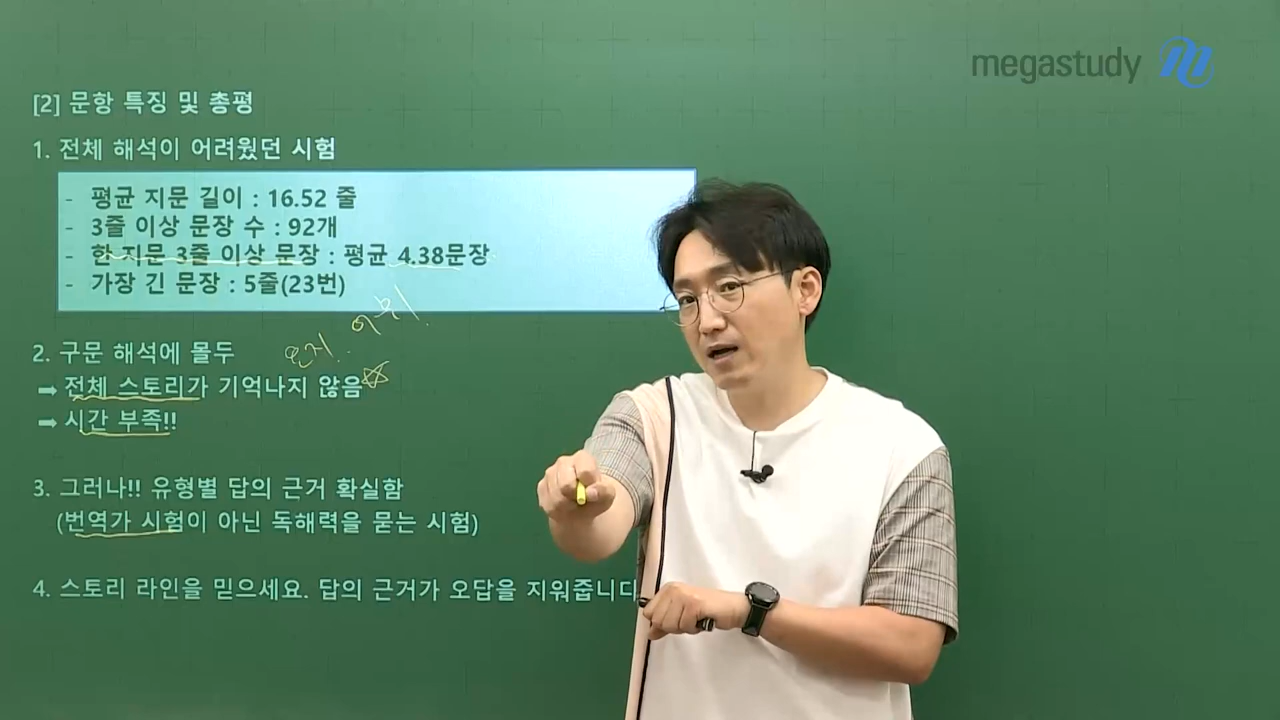 megastudy
[2] 문항 특징 및 총평
1. 전체 해석이 어려웠던 시험
- 평균 지문 길이 : 16.52 줄
- 3줄 이상 문장 수 : 92개
- 한 지문 3줄 이상 문장 : 평균 4.38문장
- 가장 긴 문장 : 5줄(23번)
어휘.
2. 구문 해석에 몰두
➡ 전체 스토리가 기억나지 않음
➡ 시간 부족!!
3. 그러나!! 유형별 답의 근거 확실함
(번역가 시험이 아닌 독해력을 묻는 시험)
4. 스토리 라인을 믿으세요. 답의 근거가 오답을 지워줍니다